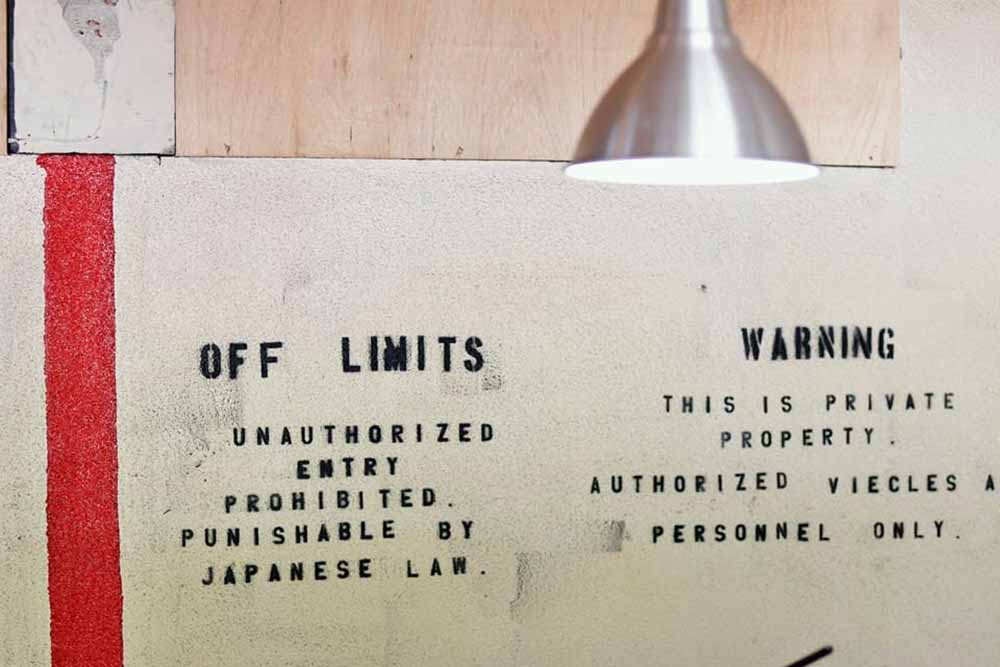 OFF LIMITS
UNAUTHORIZED
ENTRY
PROHIBITED.
PUNISHABLE BY
JAPANESE LAW.
WARNING
THIS IS PRIVATE
PROPERTY.
AUTHORIZED VIECLES A
PERSONNEL ONLY.